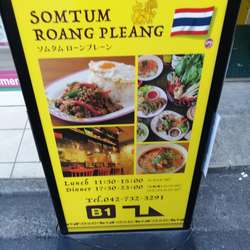 SOMTUM
ROANG PLEANG
ソムタム ローンプレーン
Lunch 11:30-15:00
Dinner 17:30-23:00
Tel.042-732-3291
B1